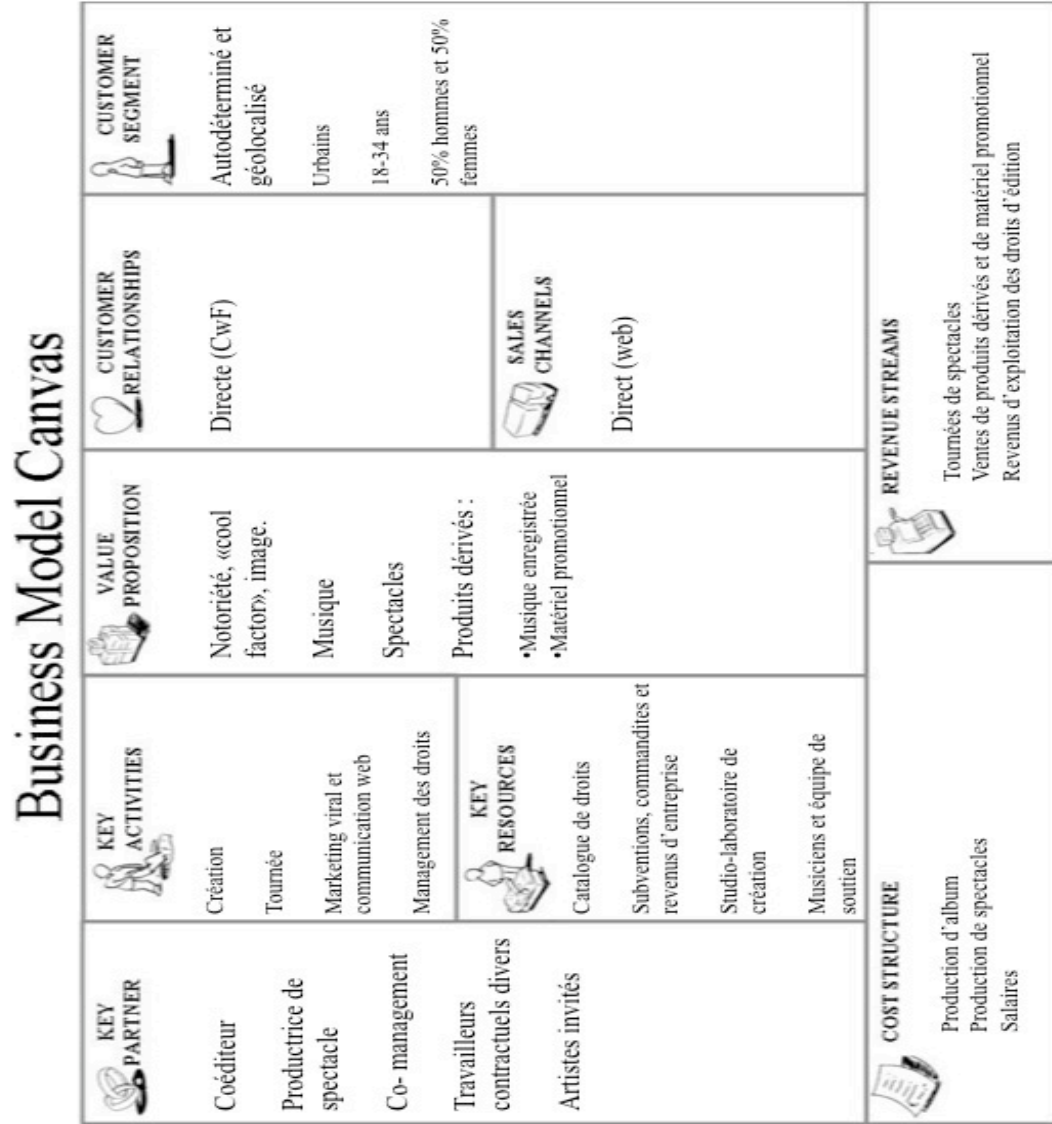 Business Model Canvas
KEY
PARTNER
Coéditeur
Productrice de
spectacle
Co- management
Travailleurs
contractuels divers
Artistes invités
KEY
ACTIVITIES
Création
Tournée
Marketing viral et
communication web
Management des droits
KEY
RESOURCES
Catalogue de droits
Subventions, commandites et
revenus d'entreprise
Studio-laboratoire de
création
Musiciens et équipe de
soutien
VALUE
PROPOSITION
Notoriété, «cool
factor», image.
Musique
Spectacles
Produits dérivés :
•Musique enregistrée
•Matériel promotionnel
CUSTOMER
RELATIONSHIPS
Directe (CwF)
SALES
CHANNELS
Direct (web)
CUSTOMER
SEGMENT
Autodéterminé et
géolocalisé
Urbains
18-34 ans
50% hommes et 50%
femmes
COST STRUCTURE
Production d'album
Production de spectacles
Salaires
REVENUE STREAMS
Tournées de spectacles
Ventes de produits dérivés et de matériel promotionnel
Revenus d'exploitation des droits d'édition